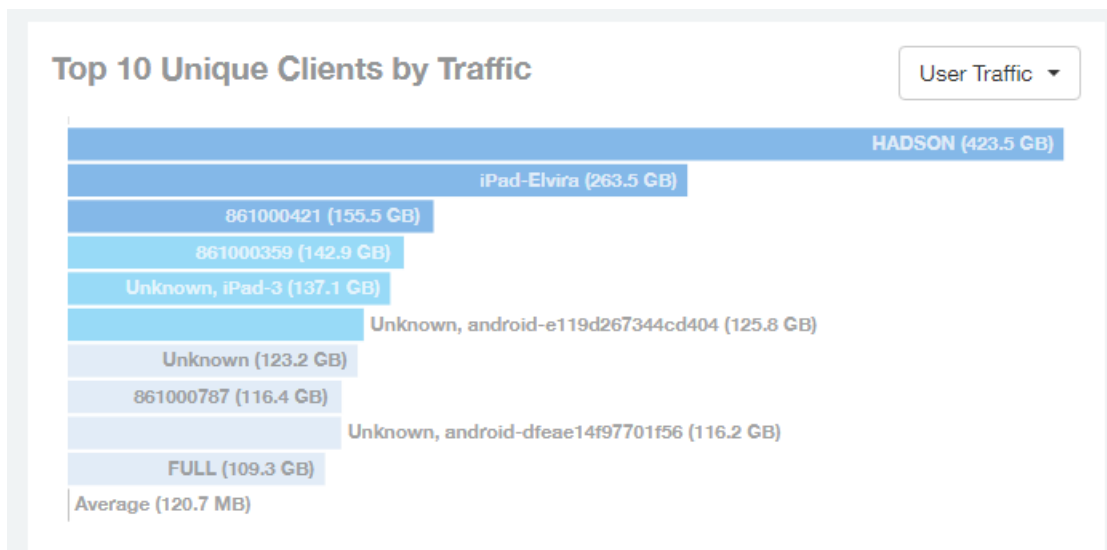 Top 10 Unique Clients by Traffic
User Traffic
HADSON (423.5 GB)
iPad-Elvira (263.5 GB)
861000421 (155.5 GB)
861000359 (142.9 GB)
Unknown, iPad-3 (137.1 GB)
Unknown, android-e119d267344cd404 (125.8 GB)
Unknown (123.2 GB)
861000787 (116.4 GB)
Unknown, android-dfeae14f97701f56 (116.2 GB)
FULL (109.3 GB)
Average (120.7 MB)